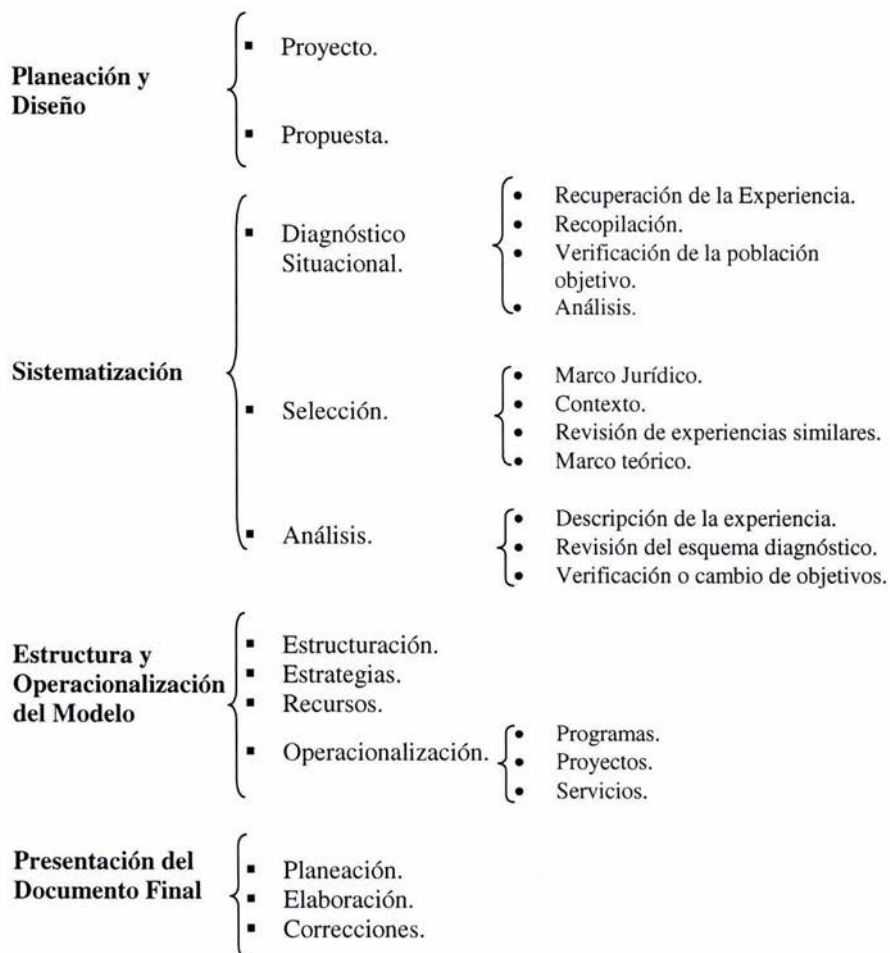 Planeación y
Diseño
▪ Proyecto.
▪ Propuesta.
Sistematización
▪ Diagnóstico
Situacional.
• Recuperación de la Experiencia.
• Recopilación.
• Verificación de la población
objetivo.
• Análisis.
▪ Selección.
• Marco Jurídico.
• Contexto.
• Revisión de experiencias similares.
• Marco teórico.
▪ Análisis.
• Descripción de la experiencia.
• Revisión del esquema diagnóstico.
• Verificación o cambio de objetivos.
Estructura y
Operacionalización
del Modelo
▪ Estructuración.
▪ Estrategias.
▪ Recursos.
▪ Operacionalización.
• Programas.
• Proyectos.
• Servicios.
Presentación del
Documento Final
▪ Planeación.
▪ Elaboración.
▪ Correcciones.